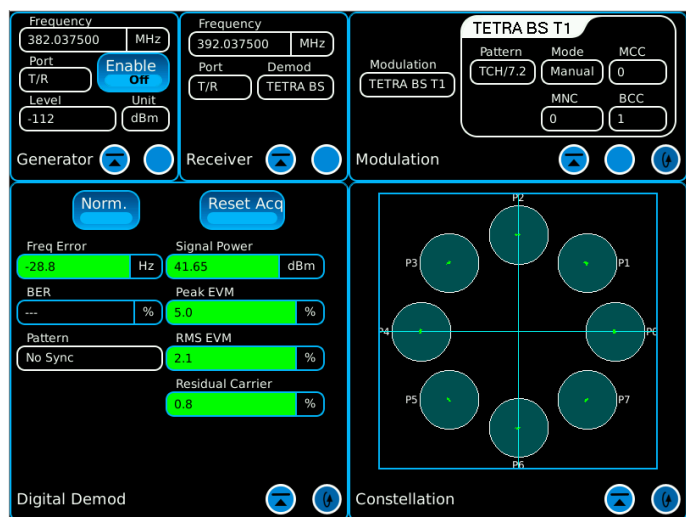 Frequency
382.037500 MHz
Port
T/R
Enable
Off
Level
Unit
-112
dBm
Generator
Frequency
392.037500 MHz
Port
Demod
T/R
TETRA BS
Receiver
TETRA BS T1
Modulation
TETRA BS T1
Pattern
Mode
MCC
TCH/7.2
Manual
0
MNC
BCC
0
1
Modulation
Norm.
Reset Acq
Freq Error
-28.8 Hz
BER
--- %
Pattern
No Sync
Signal Power
41.65 dBm
Peak EVM
5.0 %
RMS EVM
2.1 %
Residual Carrier
0.8 %
Digital Demod
P2
P3
P1
P4
P0
P5
P7
P6
Constellation